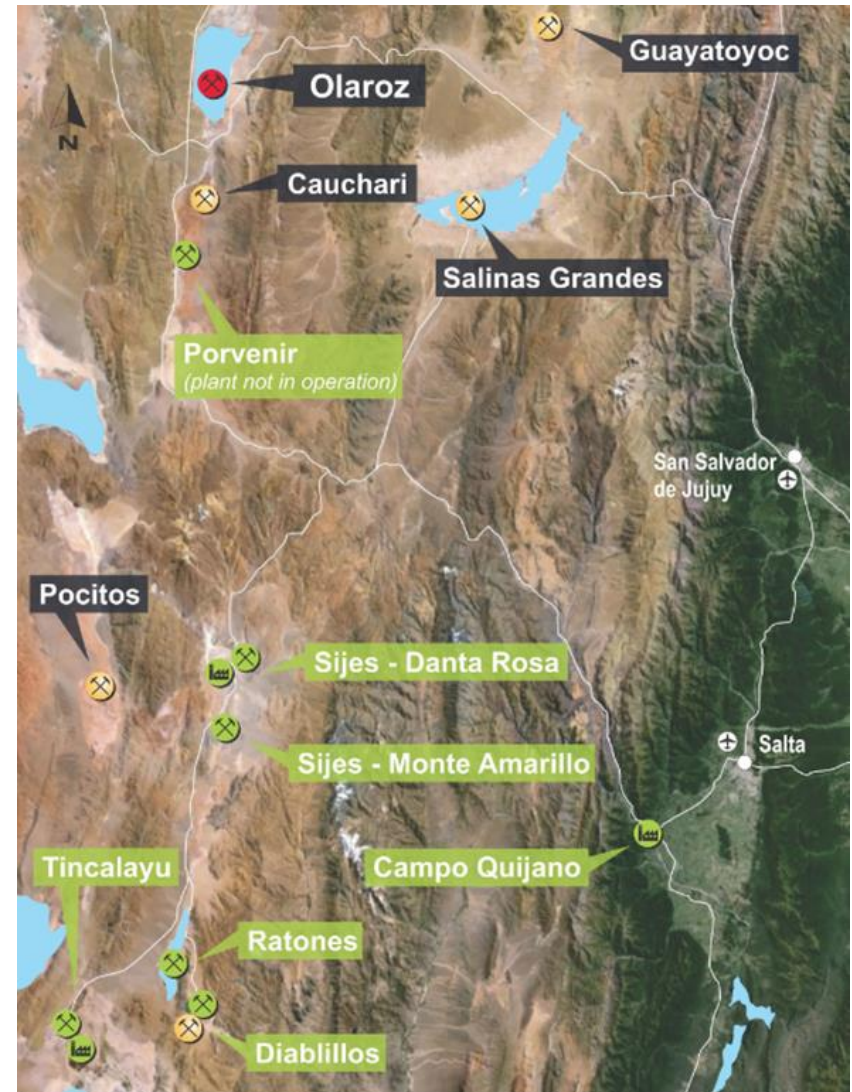 Guayatoyoc
Olaroz
N
Cauchari
Salinas Grandes
Porvenir
(plant not in operation)
San Salvador
de Jujuy
Pocitos
Sijes - Danta Rosa
Sijes - Monte Amarillo
Salta
Tincalayu
Campo Quijano
Ratones
Diablillos